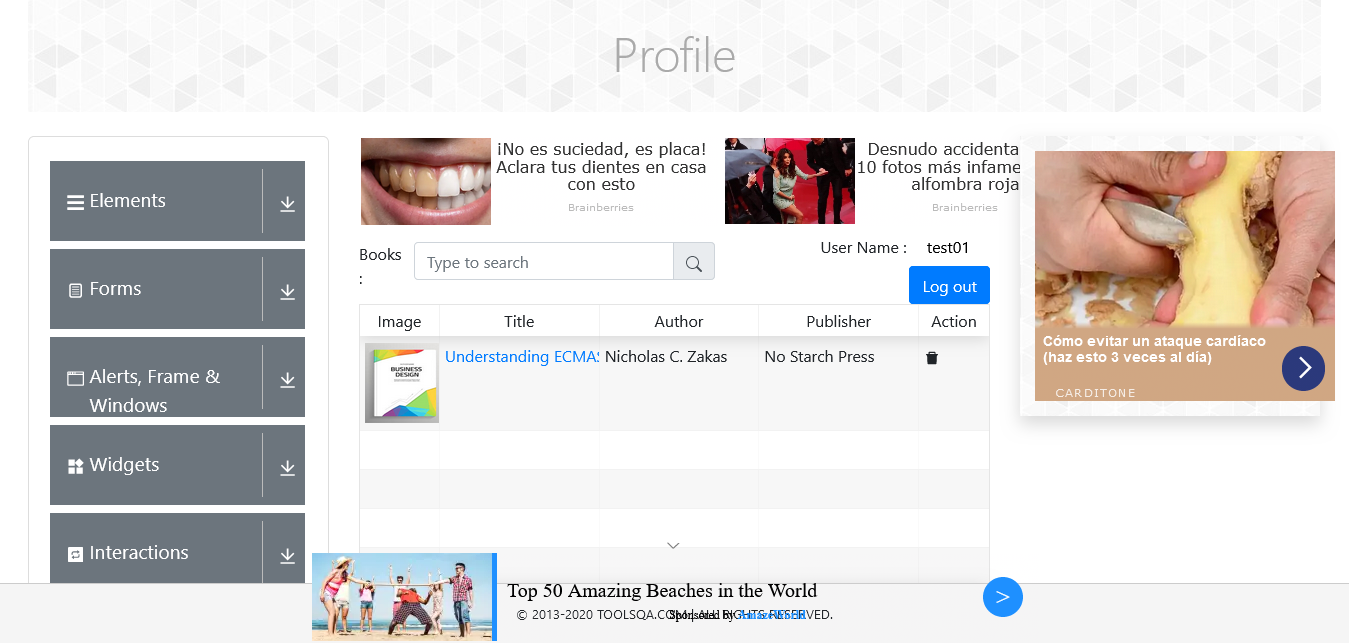 Profile
Elements
Forms
Alerts, Frame &
Windows
Widgets
Interactions
¡No es suciedad, es placa!
Aclara tus dientes en casa
con esto
Brainberries
Desnudo accidenta
10 fotos más infame
alfombra roja
Brainberries
Books
:
Type to search
User Name :
test01
Log out
Image
Title
Author
Publisher
Action
BUSINESS
DESIGN
Understanding ECMAS
Nicholas C. Zakas
No Starch Press
Cómo evitar un ataque cardíaco
(haz esto 3 veces al día)
CARDITONE
Top 50 Amazing Beaches in the World
© 2013-2020 TOOLSQA.COM | ALL RIGHTS RESERVED.
Sponsored By
>